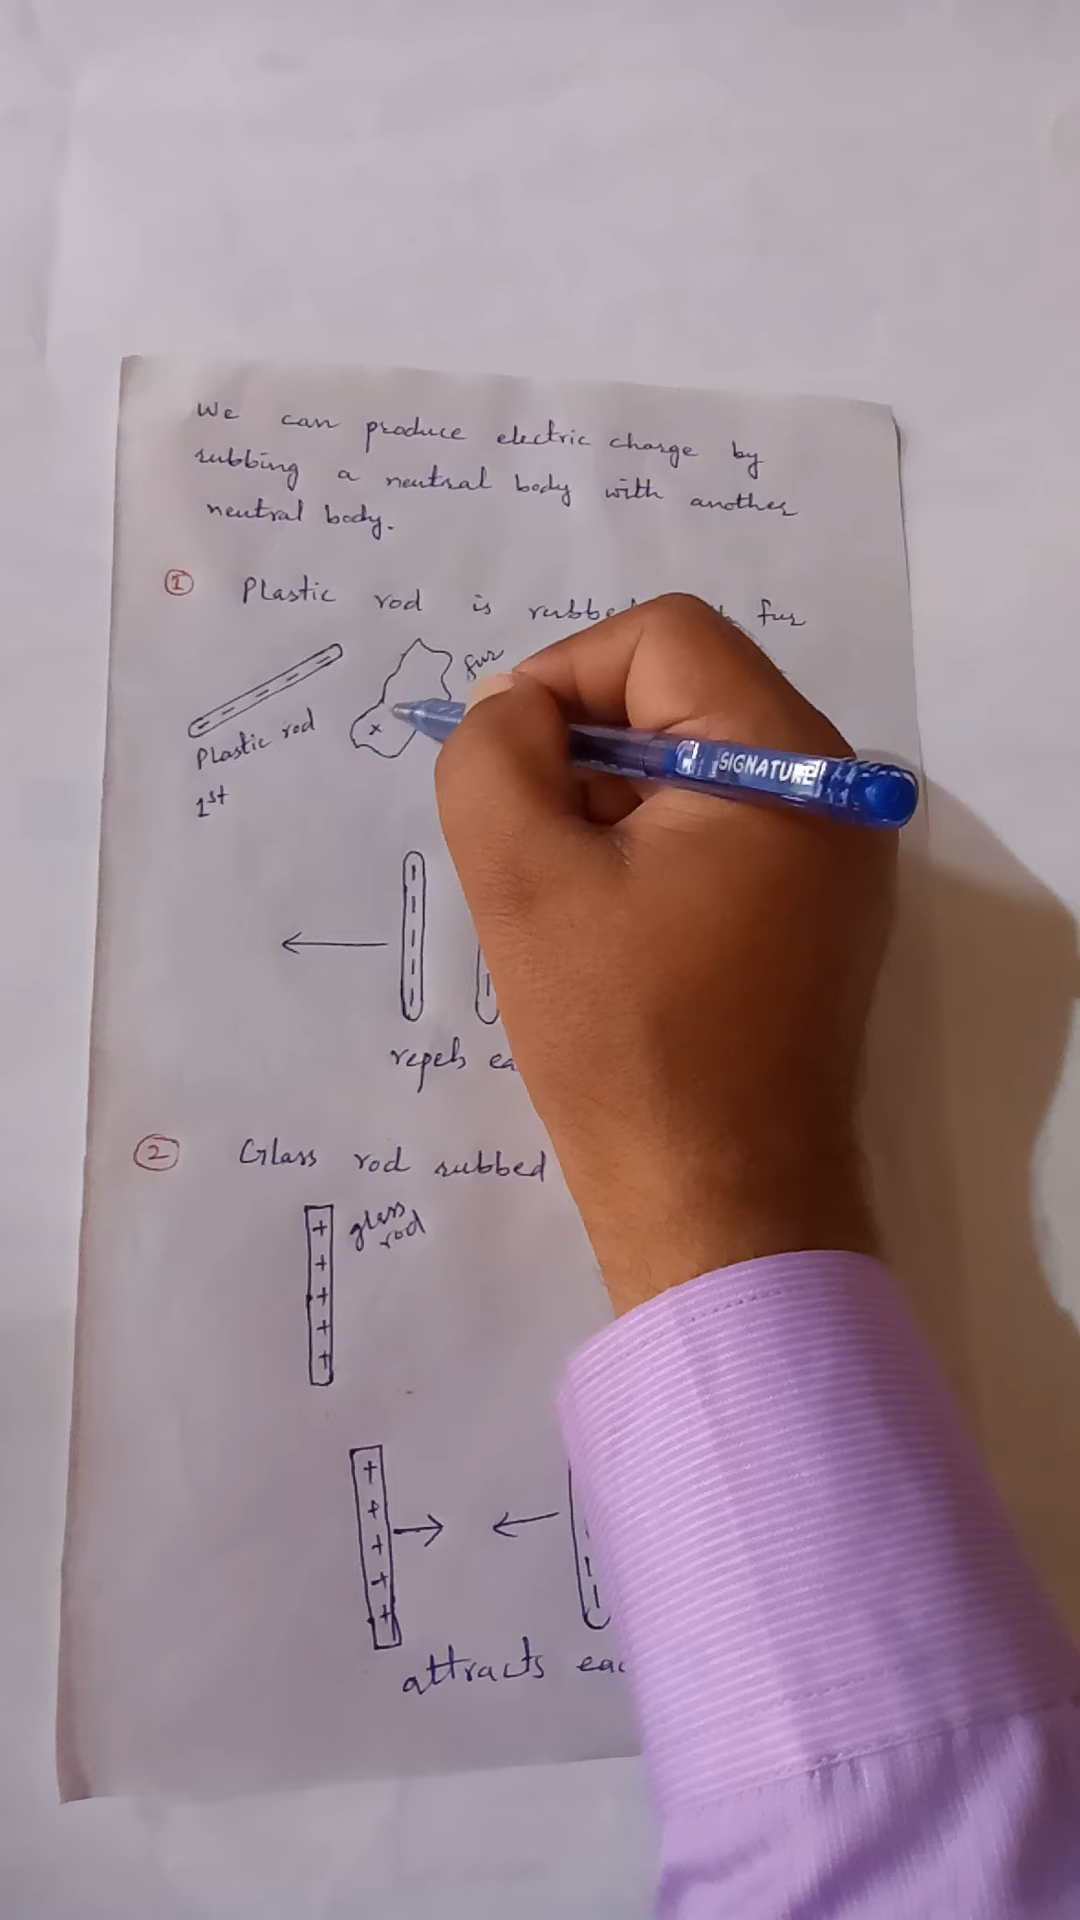 We can produce electric charge by
rubbing a neutral body with another
neutral body.
1 Plastic rod is fur
fur
Plastic rod
1st
SIGNATURE
repels
2 Glass rod rubbed
glass
rod
attracts